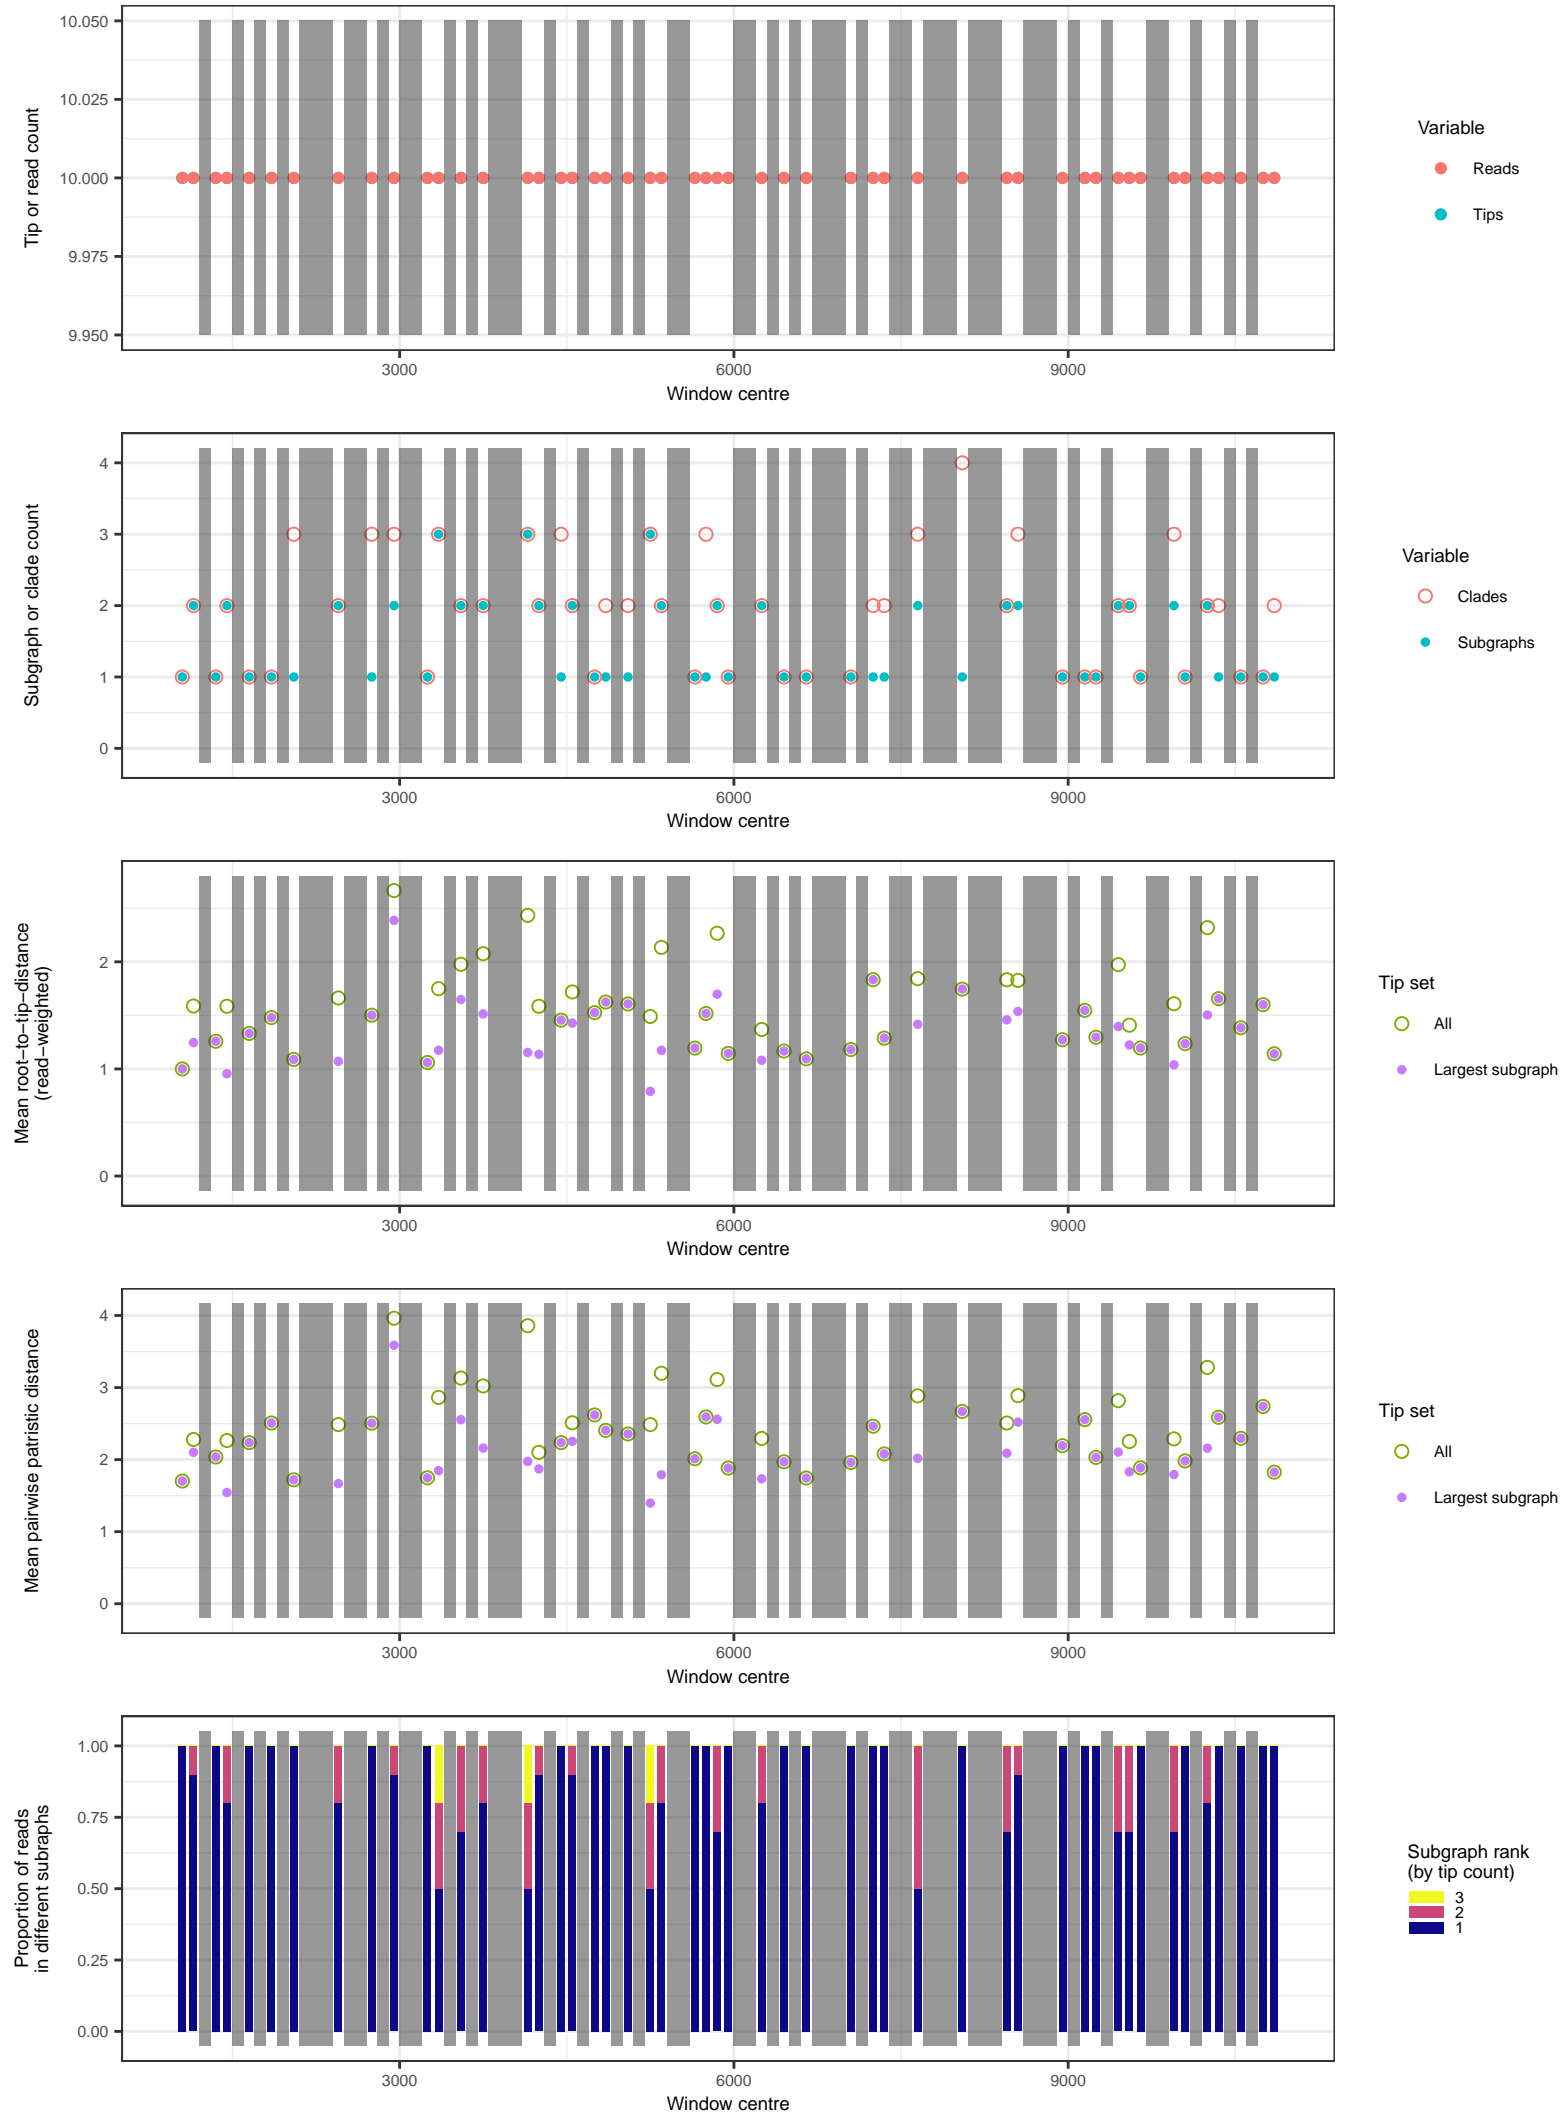 10.050
10.025
10.000
9.975
9.950
Tip or read count
3000 6000 9000
Window centre
Variable
Reads
Tips
4
3
2
1
0
Subgraph or clade count
3000 6000 9000
Window centre
Variable
Clades
Subgraphs
2
1
0
Mean root−to−tip−distance
(read−weighted)
3000 6000 9000
Window centre
Tip set
All
Largest subgraph
4
3
2
1
0
Mean pairwise patristic distance
3000 6000 9000
Window centre
Tip set
All
Largest subgraph
1.00
0.75
0.50
0.25
0.00
Proportion of reads
in different subraphs
3000 6000 9000
Window centre
Subgraph rank
(by tip count)
3
2
1